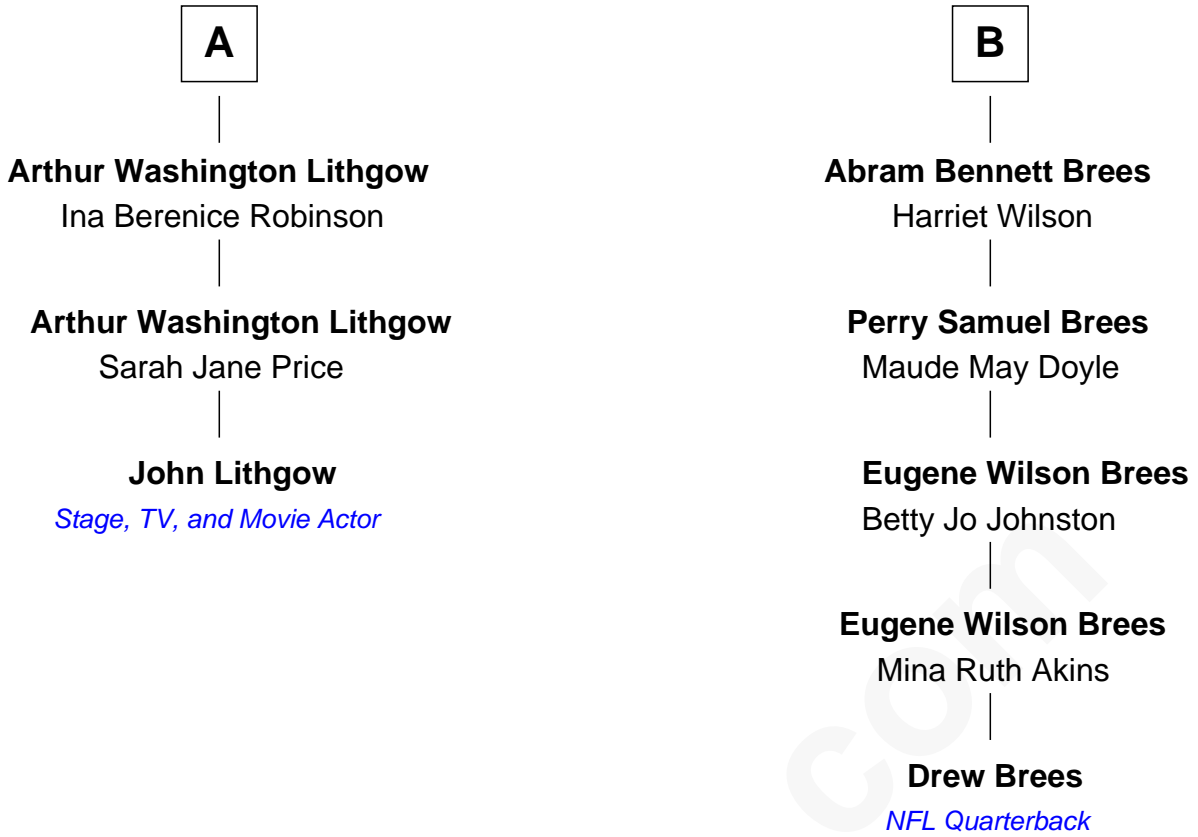 A
Arthur Washington Lithgow
Ina Berenice Robinson
Arthur Washington Lithgow
Sarah Jane Price
John Lithgow
Stage, TV, and Movie Actor
B
Abram Bennett Brees
Harriet Wilson
Perry Samuel Brees
Maude May Doyle
Eugene Wilson Brees
Betty Jo Johnston
Eugene Wilson Brees
Mina Ruth Akins
Drew Brees
NFL Quarterback
com